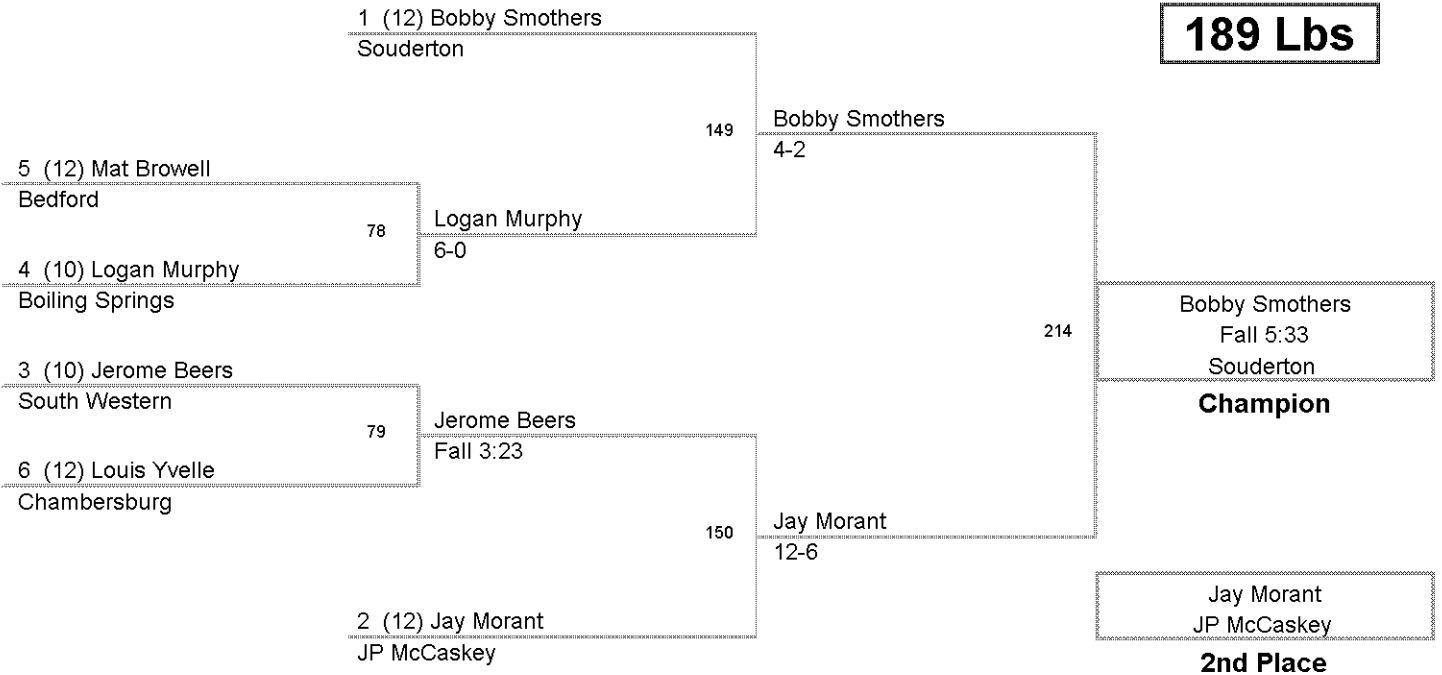 1 (12) Bobby Smothers
Souderton
189 Lbs
149
Bobby Smothers
4-2
5 (12) Mat Browell
Bedford
78
Logan Murphy
6-0
4 (10) Logan Murphy
Boiling Springs
214
Bobby Smothers
Fall 5:33
Souderton
Champion
3 (10) Jerome Beers
South Western
79
Jerome Beers
Fall 3:23
6 (12) Louis Yvelle
Chambersburg
150
Jay Morant
12-6
2 (12) Jay Morant
JP McCaskey
Jay Morant
JP McCaskey
2nd Place